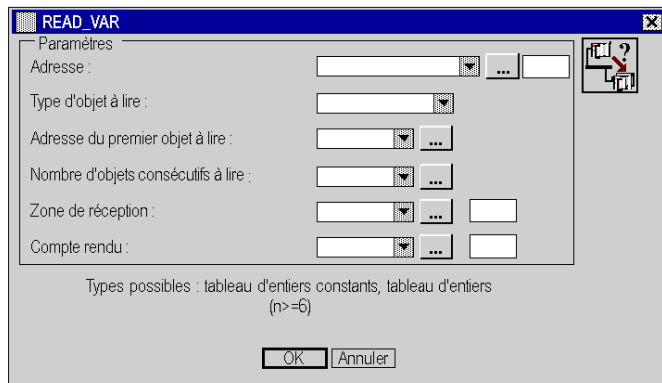 READ_VAR
Paramètres
Adresse :
...
Type d'objet à lire :
Adresse du premier objet à lire :
...
Nombre d'objets consécutifs à lire :
...
Zone de réception :
...
Compte rendu :
...
Types possibles : tableau d'entiers constants, tableau d'entiers
(n>=6)
OK Annuler